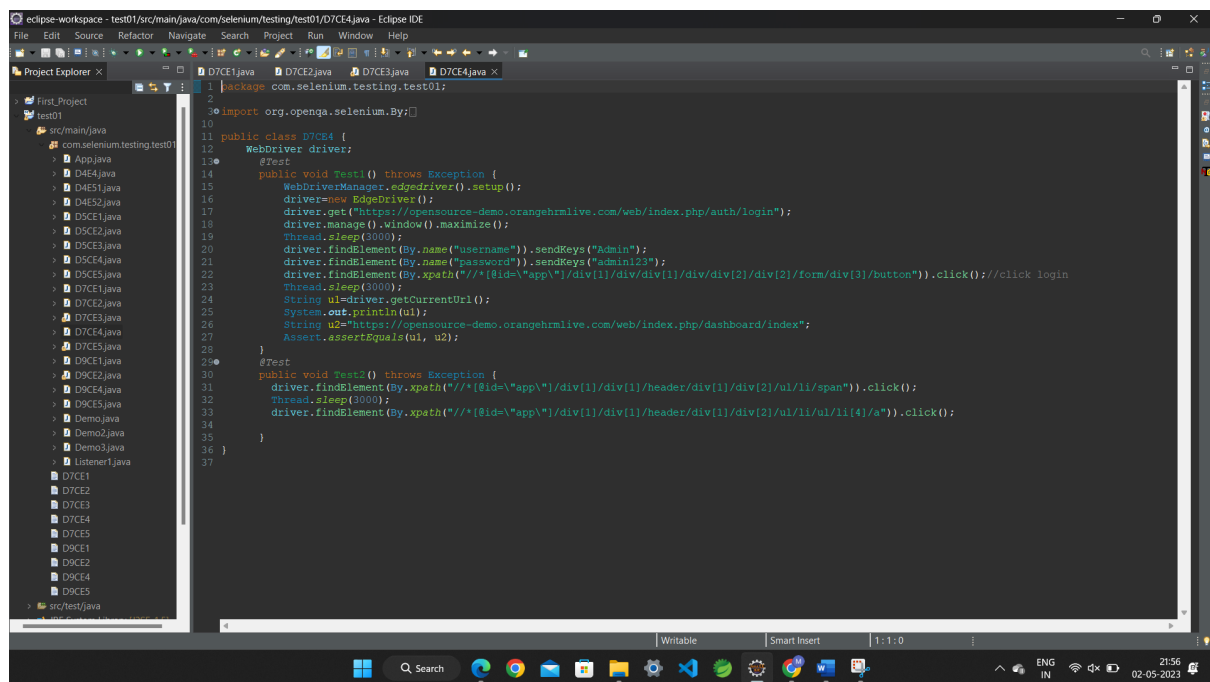 eclipse-workspace - test01/src/main/java/com/selenium/testing/test01/D7CE4.java - Eclipse IDE
File Edit Source Refactor Navigate Search Project Run Window Help
Project Explorer
D7CE1.java D7CE2.java D7CE3.java D7CE4.java
First_Project
test01
src/main/java
com.selenium.testing.test01
App.java
D4E4.java
D4E51.java
D4E52.java
D5CE1.java
D5CE2.java
D5CE3.java
D5CE4.java
D5CE5.java
D7CE1.java
D7CE2.java
D7CE3.java
D7CE4.java
D7CE5.java
D9CE1.java
D9CE2.java
D9CE4.java
D9CE5.java
Demo.java
Demo2.java
Demo3.java
Listener1.java
D7CE1
D7CE2
D7CE3
D7CE4
D7CE5
D9CE1
D9CE2
D9CE4
D9CE5
src/test/java
1 package com.selenium.testing.test01;
2
3 import org.openqa.selenium.By;
10
11 public class D7CE4 {
12 WebDriver driver;
13 @Test
14 public void Test1() throws Exception {
15 WebDriverManager.edgedriver().setup();
16 driver=new EdgeDriver();
17 driver.get("https://opensource-demo.orangehrmlive.com/web/index.php/auth/login");
18 driver.manage().window().maximize();
19 Thread.sleep(3000);
20 driver.findElement(By.name("username")).sendKeys("Admin");
21 driver.findElement(By.name("password")).sendKeys("admin123");
22 driver.findElement(By.xpath("//*[@id=\"app\"]/div[1]/div/div[1]/div/div[2]/div[2]/form/div[3]/button")).click();//click login
23 Thread.sleep(3000);
24 String u1=driver.getCurrentUrl();
25 System.out.println(u1);
26 String u2="https://opensource-demo.orangehrmlive.com/web/index.php/dashboard/index";
27 Assert.assertEquals(u1, u2);
28 }
29 @Test
30 public void Test2() throws Exception {
31 driver.findElement(By.xpath("//*[@id=\"app\"]/div[1]/div[1]/header/div[1]/div[2]/ul/li/span")).click();
32 Thread.sleep(3000);
33 driver.findElement(By.xpath("//*[@id=\"app\"]/div[1]/div[1]/header/div[1]/div[2]/ul/li/ul/li[4]/a")).click();
34
35 }
36 }
37
Writable Smart Insert 1 : 1 : 0
Search
ENG
IN
21:56
02-05-2023